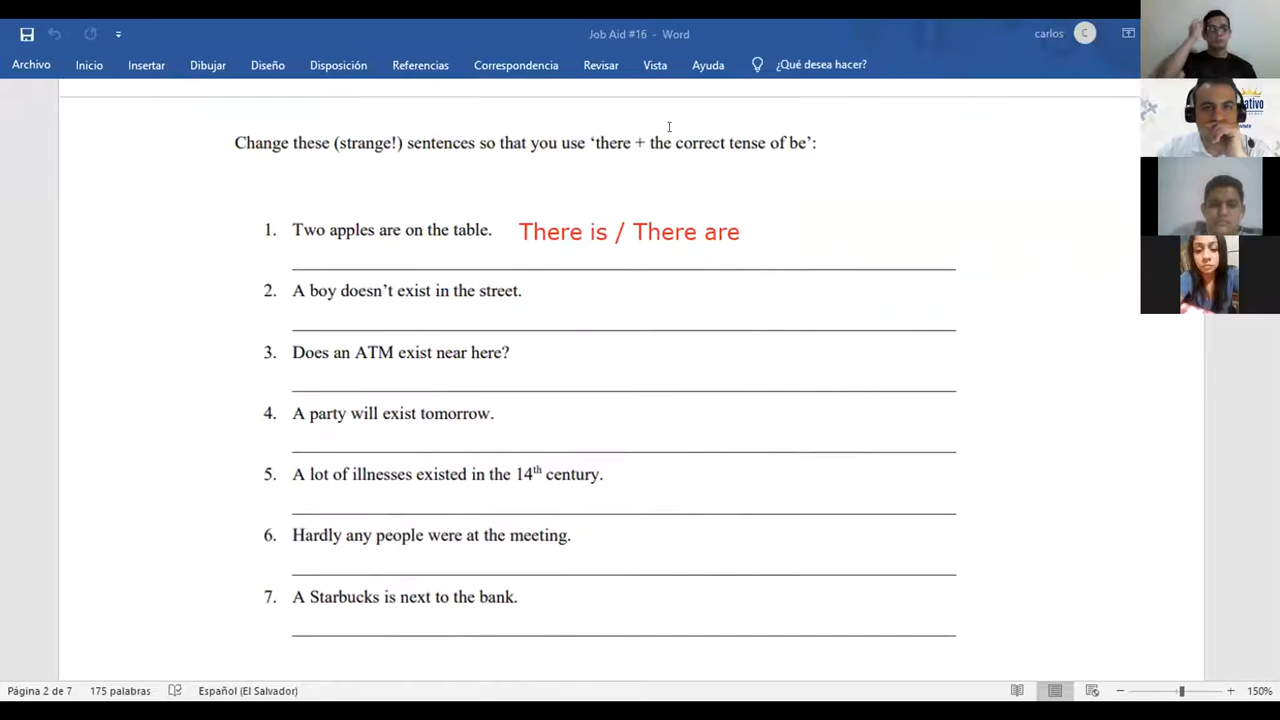 Job Aid #16 - Word
carlos
C
Archivo
Inicio
Insertar
Dibujar
Diseño
Disposición
Referencias
Correspondencia
Revisar
Vista
Ayuda
¿Qué desea hacer?
ativo
Change these (strange!) sentences so that you use ‘there + the correct tense of be’:
1. Two apples are on the table. There is / There are
2. A boy doesn’t exist in the street.
3. Does an ATM exist near here?
4. A party will exist tomorrow.
5. A lot of illnesses existed in the 14th century.
6. Hardly any people were at the meeting.
7. A Starbucks is next to the bank.
Página 2 de 7
175 palabras
Español (El Salvador)
150%